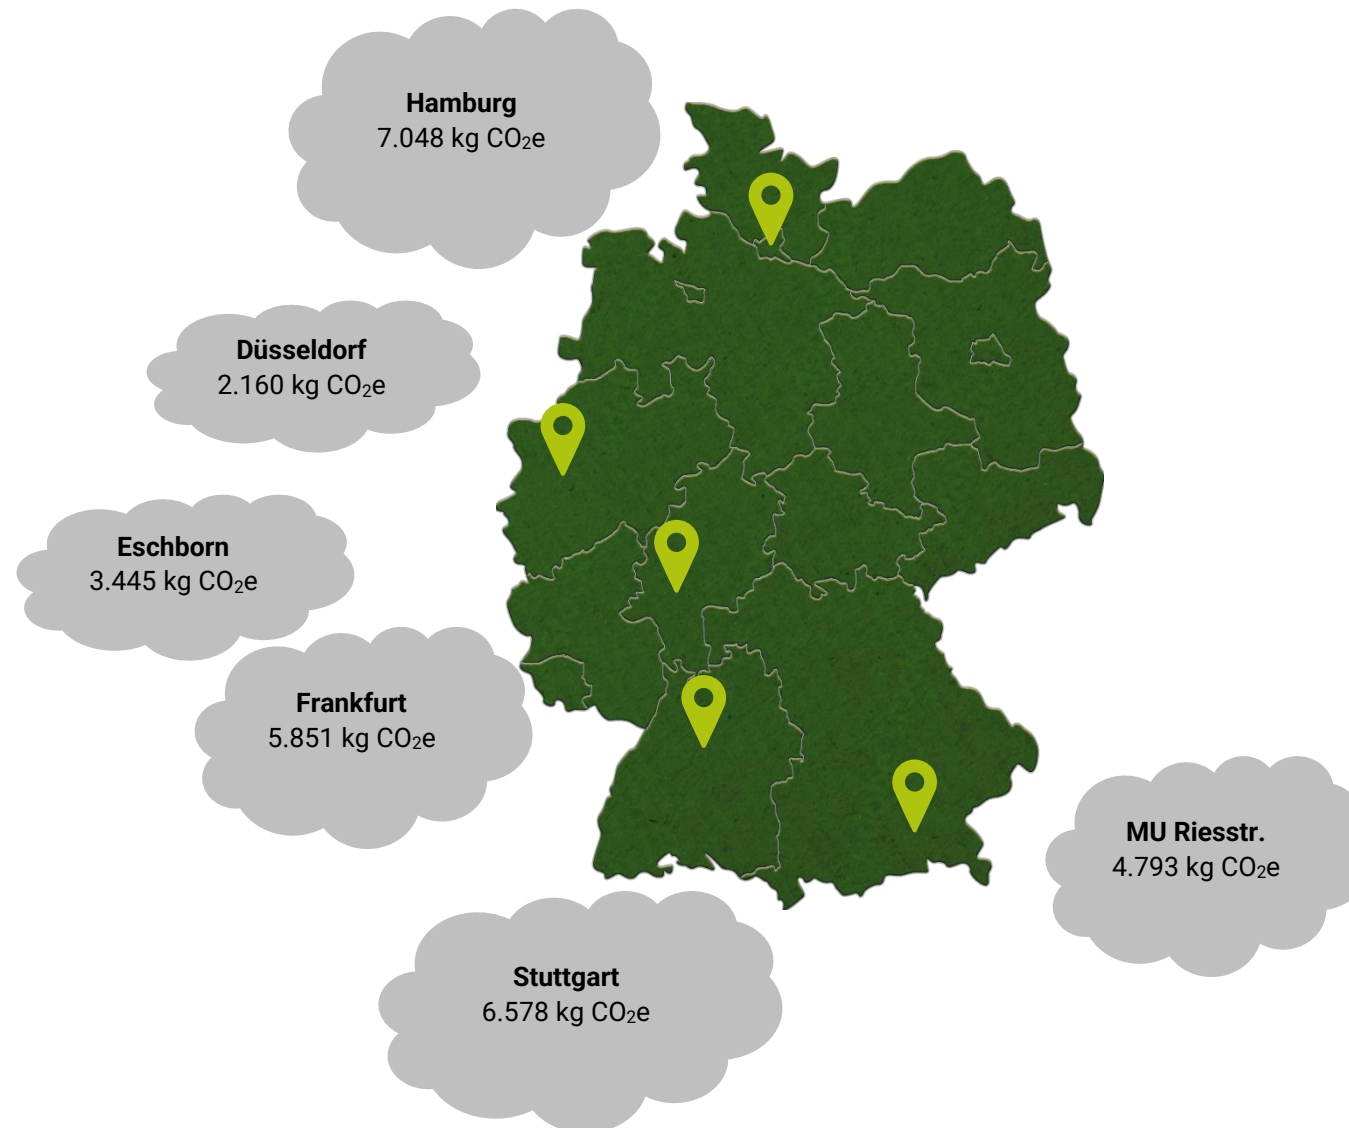 Hamburg
7.048 kg CO₂e
Düsseldorf
2.160 kg CO₂e
Eschborn
3.445 kg CO₂e
Frankfurt
5.851 kg CO₂e
MU Riesstr.
4.793 kg CO₂e
Stuttgart
6.578 kg CO₂e